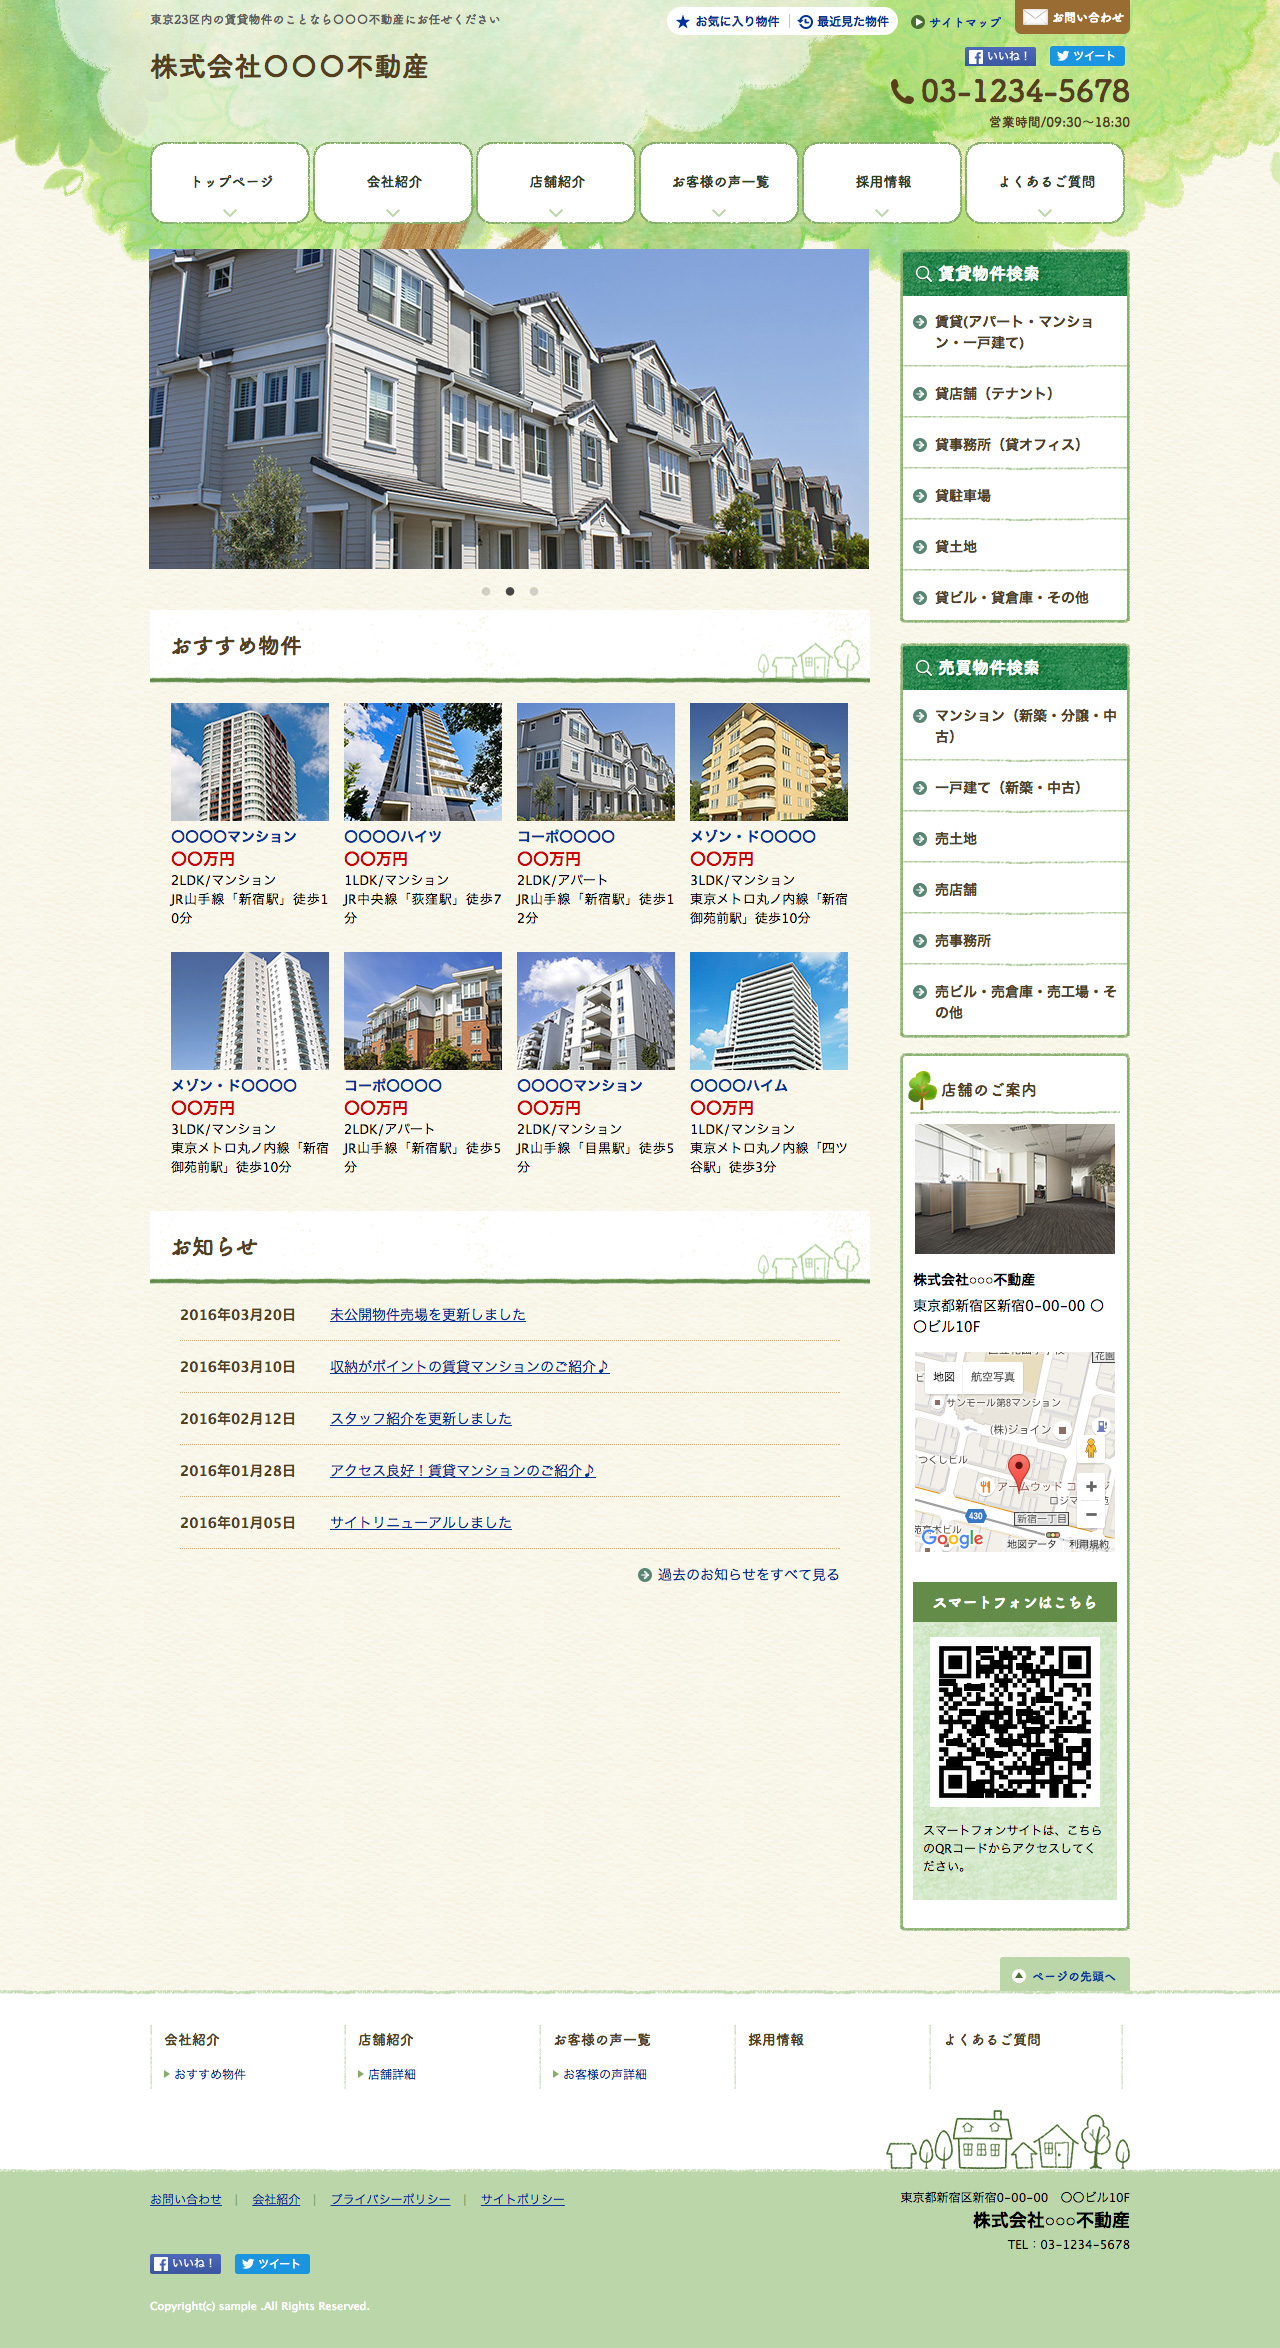 東京23区内の賃貸物件のことなら〇〇〇不動産にお任せください
お気に入り物件
最近見た物件
サイトマップ
お問い合わせ
株式会社〇〇〇不動産
いいね！
ツイート
03-1234-5678
営業時間/09:30～18:30
トップページ
会社紹介
店舗紹介
お客様の声一覧
採用情報
よくあるご質問
賃貸物件検索
賃貸(アパート・マンショ
ン・一戸建て)
貸店舗（テナント）
貸事務所（貸オフィス）
貸駐車場
貸土地
貸ビル・貸倉庫・その他
おすすめ物件
〇〇〇〇マンション
〇〇万円
2LDK/マンション
JR山手線「新宿駅」徒歩1
0分
〇〇〇〇ハイツ
〇〇万円
1LDK/マンション
JR中央線「荻窪駅」徒歩7
分
コーポ〇〇〇〇
〇〇万円
2LDK/アパート
JR山手線「新宿駅」徒歩1
2分
メゾン・ド〇〇〇〇
〇〇万円
3LDK/マンション
東京メトロ丸ノ内線「新宿
御苑前駅」徒歩10分
メゾン・ド〇〇〇〇
〇〇万円
3LDK/マンション
東京メトロ丸ノ内線「新宿
御苑前駅」徒歩10分
コーポ〇〇〇〇
〇〇万円
2LDK/アパート
JR山手線「新宿駅」徒歩5
分
〇〇〇〇マンション
〇〇万円
2LDK/マンション
JR山手線「目黒駅」徒歩5
分
〇〇〇〇ハイム
〇〇万円
1LDK/マンション
東京メトロ丸ノ内線「四ツ
谷駅」徒歩3分
売買物件検索
マンション（新築・分譲・中
古）
一戸建て（新築・中古）
売土地
売店舗
売事務所
売ビル・売倉庫・売工場・そ
の他
お知らせ
2016年03月20日 未公開物件売場を更新しました
2016年03月10日 収納がポイントの賃貸マンションのご紹介♪
2016年02月12日 スタッフ紹介を更新しました
2016年01月28日 アクセス良好！賃貸マンションのご紹介♪
2016年01月05日 サイトリニューアルしました
過去のお知らせをすべて見る
店舗のご案内
株式会社○○○不動産
東京都新宿区新宿0-00-00 〇
〇ビル10F
花園
地図 航空写真
サンモール第8マンション
(株)ジョイン
つくしビル
アームウッド コ
ロジマ
430
新宿一丁目
Google
地図データ 利用規約
スマートフォンはこちら
スマートフォンサイトは、こちら
のQRコードからアクセスしてく
ださい。
ページの先頭へ
会社紹介
おすすめ物件
店舗紹介
店舗詳細
お客様の声一覧
お客様の声詳細
採用情報
よくあるご質問
お問い合わせ | 会社紹介 | プライバシーポリシー | サイトポリシー
東京都新宿区新宿0-00-00 〇〇ビル10F
株式会社○○○不動産
TEL：03-1234-5678
いいね！
ツイート
Copyright(c) sample .All Rights Reserved.